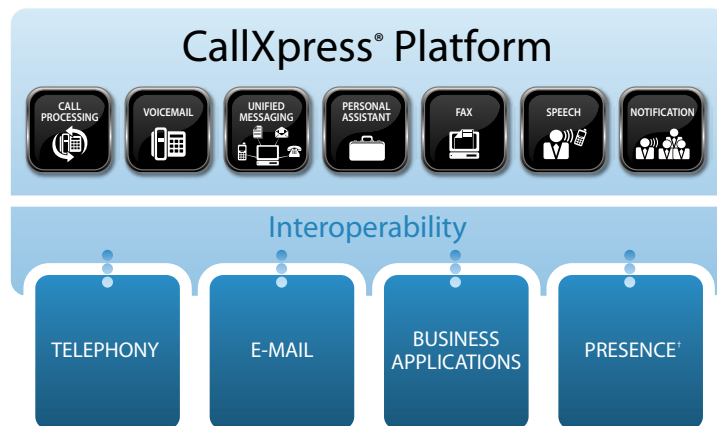 CallXpress® Platform
CALL
PROCESSING
VOICEMAIL
UNIFIED
MESSAGING
PERSONAL
ASSISTANT
FAX
SPEECH
NOTIFICATION
Interoperability
TELEPHONY
E-MAIL
BUSINESS
APPLICATIONS
PRESENCE†